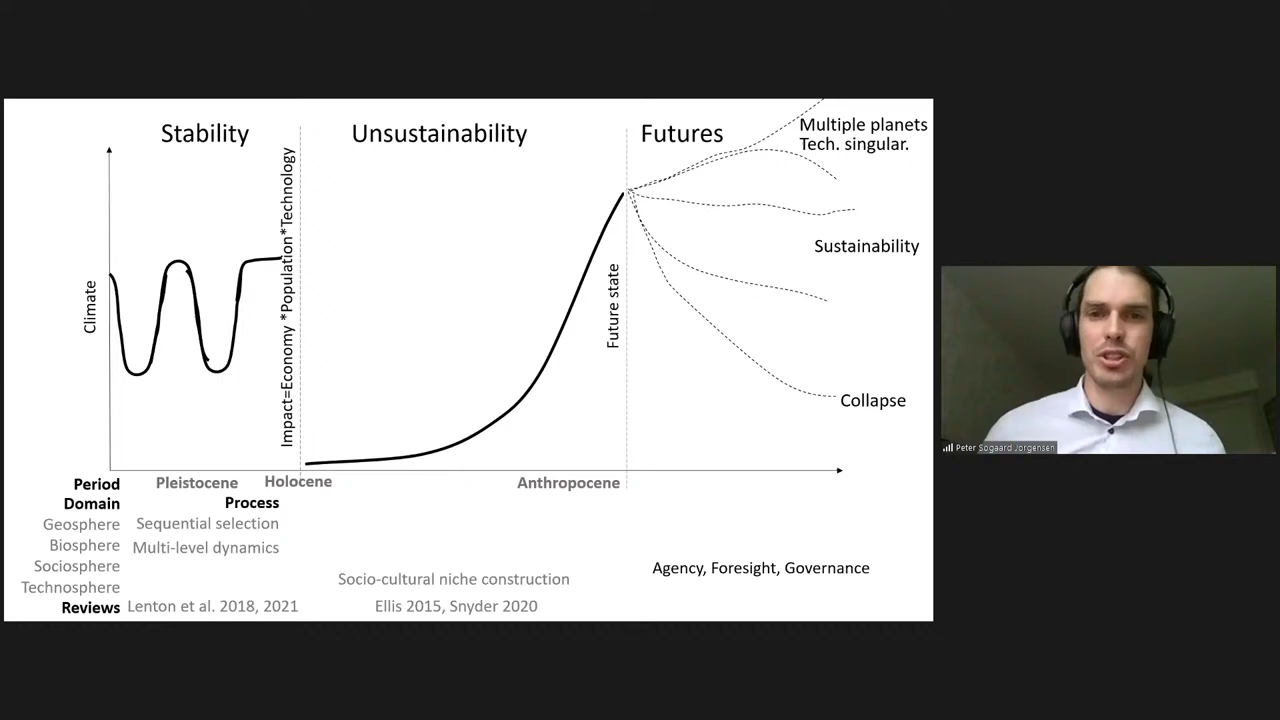 Stability
Unsustainability
Futures
Multiple planets
Tech. singular.
Climate
Impact=Economy *Population*Technology
Future state
Sustainability
Collapse
Period
Pleistocene
Holocene
Anthropocene
Domain
Process
Geosphere
Sequential selection
Biosphere
Multi-level dynamics
Sociosphere
Agency, Foresight, Governance
Technosphere
Socio-cultural niche construction
Reviews
Lenton et al. 2018, 2021
Ellis 2015, Snyder 2020
Peter Sogaard Jorgensen